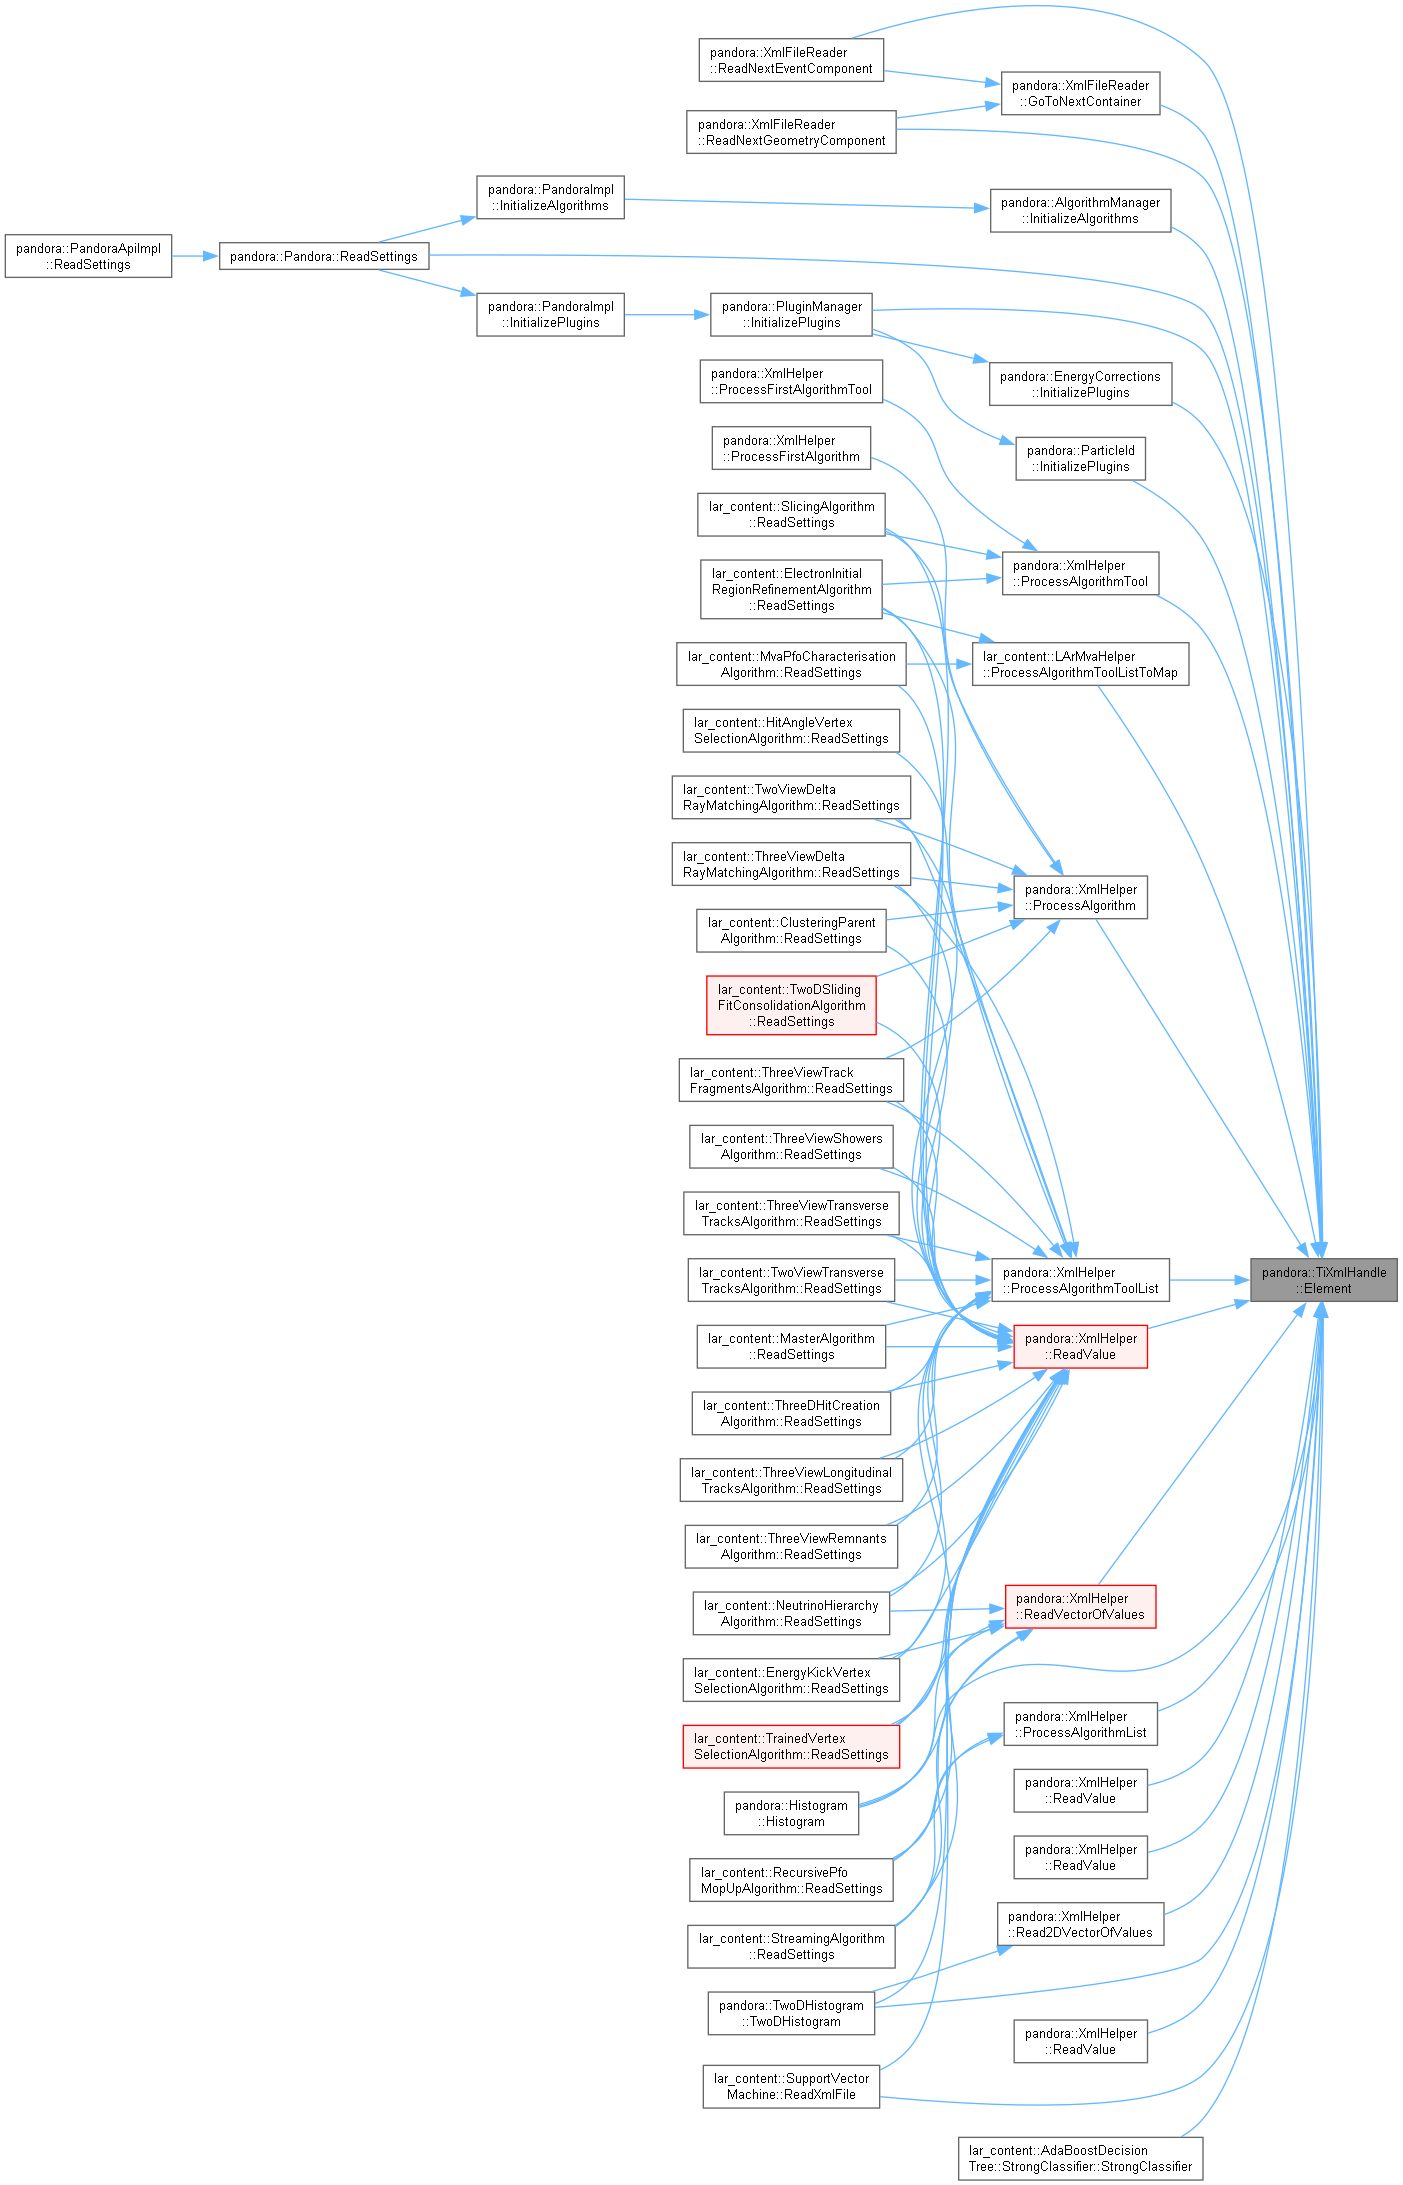 pandora::XmlFileReader
::ReadNextEventComponent
pandora::XmlFileReader
::GoToNextContainer
pandora::XmlFileReader
::ReadNextGeometryComponent
pandora::PandoraImpl
::InitializeAlgorithms
pandora::AlgorithmManager
::InitializeAlgorithms
pandora::PandoraApiImpl
::ReadSettings
pandora::Pandora::ReadSettings
pandora::PandoraImpl
::InitializePlugins
pandora::PluginManager
::InitializePlugins
pandora::XmlHelper
::ProcessFirstAlgorithmTool
pandora::EnergyCorrections
::InitializePlugins
pandora::XmlHelper
::ProcessFirstAlgorithm
pandora::ParticleId
::InitializePlugins
lar_content::SlicingAlgorithm
::ReadSettings
lar_content::ElectronInitial
RegionRefinementAlgorithm
::ReadSettings
pandora::XmlHelper
::ProcessAlgorithmTool
lar_content::MvaPfoCharacterisation
Algorithm::ReadSettings
lar_content::LArMvaHelper
::ProcessAlgorithmToolListToMap
lar_content::HitAngleVertex
SelectionAlgorithm::ReadSettings
lar_content::TwoViewDelta
RayMatchingAlgorithm::ReadSettings
lar_content::ThreeViewDelta
RayMatchingAlgorithm::ReadSettings
pandora::XmlHelper
::ProcessAlgorithm
lar_content::ClusteringParent
Algorithm::ReadSettings
lar_content::TwoDSliding
FitConsolidationAlgorithm
::ReadSettings
lar_content::ThreeViewTrack
FragmentsAlgorithm::ReadSettings
lar_content::ThreeViewShowers
Algorithm::ReadSettings
lar_content::ThreeViewTransverse
TracksAlgorithm::ReadSettings
lar_content::TwoViewTransverse
TracksAlgorithm::ReadSettings
pandora::XmlHelper
::ProcessAlgorithmToolList
pandora::TiXmlHandle
::Element
lar_content::MasterAlgorithm
::ReadSettings
pandora::XmlHelper
::ReadValue
lar_content::ThreeDHitCreation
Algorithm::ReadSettings
lar_content::ThreeViewLongitudinal
TracksAlgorithm::ReadSettings
lar_content::ThreeViewRemnants
Algorithm::ReadSettings
lar_content::NeutrinoHierarchy
Algorithm::ReadSettings
pandora::XmlHelper
::ReadVectorOfValues
lar_content::EnergyKickVertex
SelectionAlgorithm::ReadSettings
lar_content::TrainedVertex
SelectionAlgorithm::ReadSettings
pandora::XmlHelper
::ProcessAlgorithmList
pandora::Histogram
::Histogram
pandora::XmlHelper
::ReadValue
lar_content::RecursivePfo
MopUpAlgorithm::ReadSettings
pandora::XmlHelper
::ReadValue
lar_content::StreamingAlgorithm
::ReadSettings
pandora::XmlHelper
::Read2DVectorOfValues
pandora::TwoDHistogram
::TwoDHistogram
pandora::XmlHelper
::ReadValue
lar_content::SupportVector
Machine::ReadXmlFile
lar_content::AdaBoostDecision
Tree::StrongClassifier::StrongClassifier